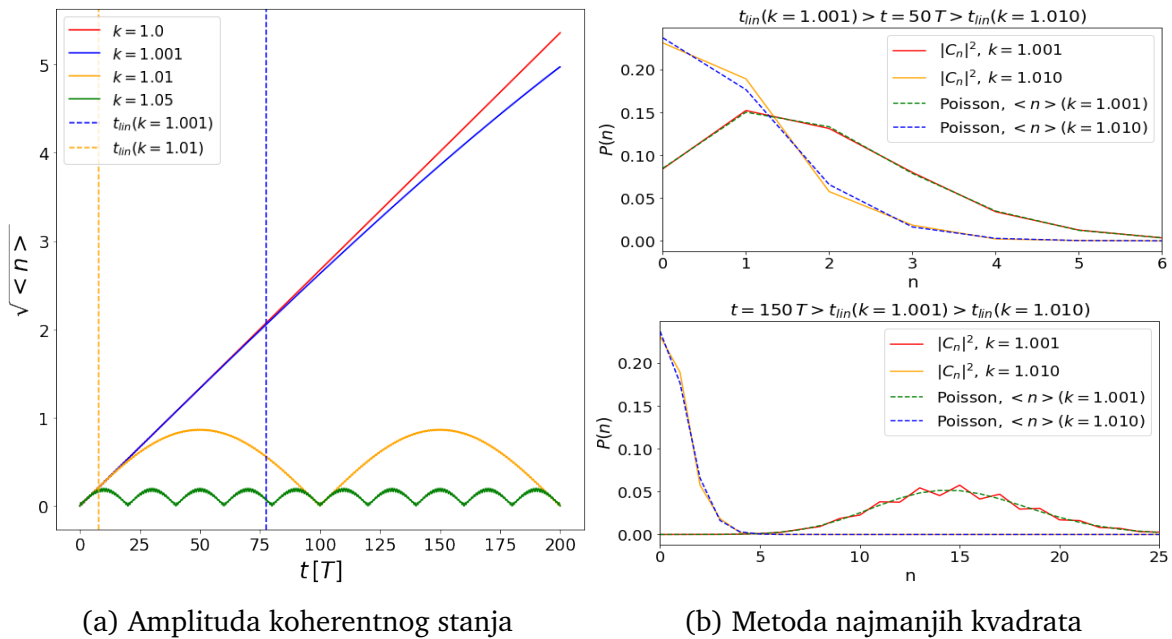 k = 1.0
k = 1.001
k = 1.01
k = 1.05
t_lin(k = 1.001)
t_lin(k = 1.01)
5
4
3
2
1
0
√<n>
0 25 50 75 100 125 150 175 200
t [T]
(a) Amplituda koherentnog stanja
t_lin(k = 1.001) > t = 50 T > t_lin(k = 1.010)
|C_n|², k = 1.001
|C_n|², k = 1.010
Poisson, <n>(k = 1.001)
Poisson, <n>(k = 1.010)
0.20
0.15
0.10
0.05
0.00
P(n)
0 1 2 3 4 5 6
n
t = 150 T > t_lin(k = 1.001) > t_lin(k = 1.010)
|C_n|², k = 1.001
|C_n|², k = 1.010
Poisson, <n>(k = 1.001)
Poisson, <n>(k = 1.010)
0.20
0.15
0.10
0.05
0.00
P(n)
0 5 10 15 20 25
n
(b) Metoda najmanjih kvadrata